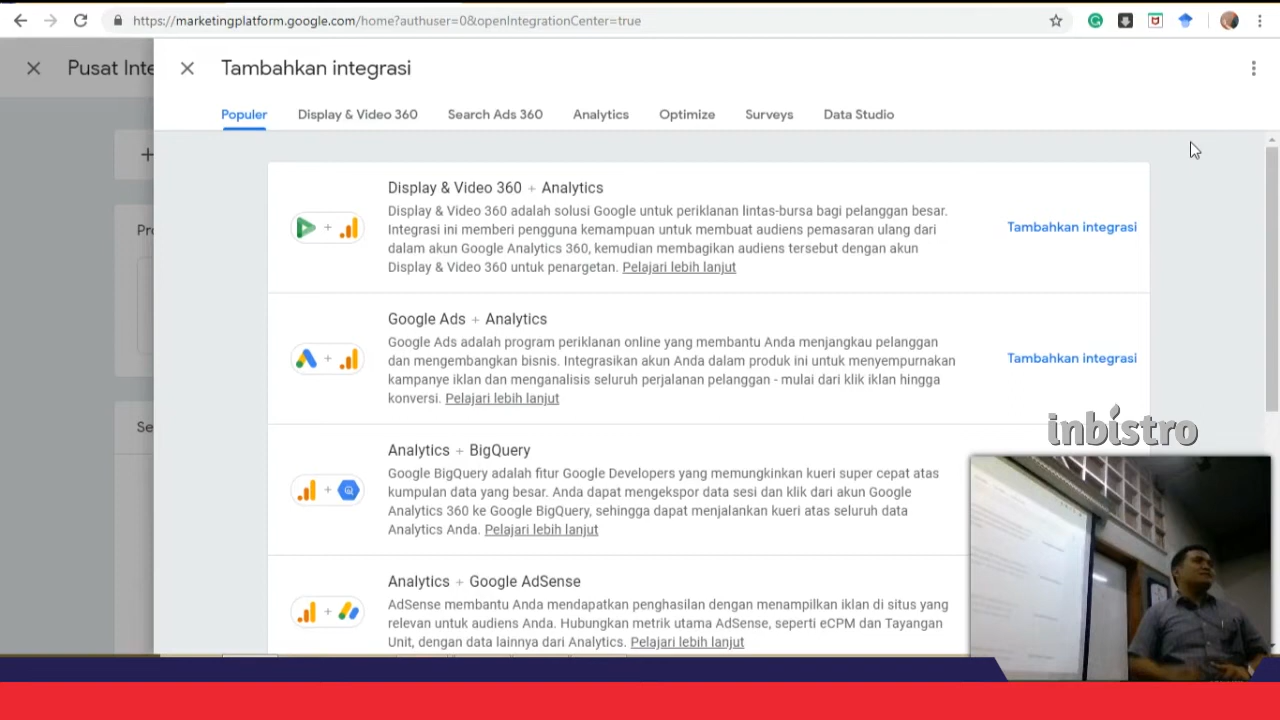 https://marketingplatform.google.com/home?authuser=0&openIntegrationCenter=true
Pusat Inte
Tambahkan integrasi
Populer
Display & Video 360
Search Ads 360
Analytics
Optimize
Surveys
Data Studio
Pro
Se
Display & Video 360 + Analytics
Display & Video 360 adalah solusi Google untuk periklanan lintas-bursa bagi pelanggan besar.
Integrasi ini memberi pengguna kemampuan untuk membuat audiens pemasaran ulang dari
dalam akun Google Analytics 360, kemudian membagikan audiens tersebut dengan akun
Display & Video 360 untuk penargetan. Pelajari lebih lanjut
Tambahkan integrasi
Google Ads + Analytics
Google Ads adalah program periklanan online yang membantu Anda menjangkau pelanggan
dan mengembangkan bisnis. Integrasikan akun Anda dalam produk ini untuk menyempurnakan
kampanye iklan dan menganalisis seluruh perjalanan pelanggan - mulai dari klik iklan hingga
konversi. Pelajari lebih lanjut
Tambahkan integrasi
Analytics + BigQuery
Google BigQuery adalah fitur Google Developers yang memungkinkan kueri super cepat atas
kumpulan data yang besar. Anda dapat mengekspor data sesi dan klik dari akun Google
Analytics 360 ke Google BigQuery, sehingga dapat menjalankan kueri atas seluruh data
Analytics Anda. Pelajari lebih lanjut
Analytics + Google AdSense
AdSense membantu Anda mendapatkan penghasilan dengan menampilkan iklan di situs yang
relevan untuk audiens Anda. Hubungkan metrik utama AdSense, seperti eCPM dan Tayangan
Unit, dengan data lainnya dari Analytics. Pelajari lebih lanjut
inbistro